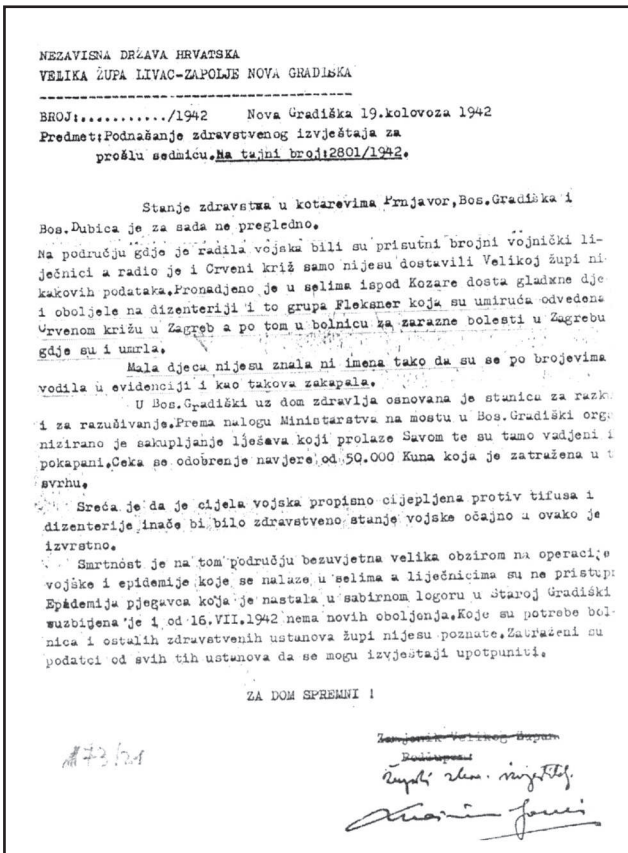 NEZAVISNA DRŽAVA HRVATSKA
VELIKA ŽUPA LIVAC-ZAPOLJE NOVA GRADIŠKA
----------------------------------------
BROJ:.........../1942 Nova Gradiška 19.kolovoza 1942
Predmet:Podnašanje zdravstvenog izvještaja za
prošlu sedmicu.Na tajni broj:2801/1942.
Stanje zdravstva u kotarevima Prnjavor,Bos.Gradiška i
Bos.Dubica je za sada ne pregledno.
Na području gdje je radila vojska bili su prisutni brojni vojnički li-
ječnici a radio je i Crveni križ samo nijesu dostavili Velikoj župi ni-
kakovih podataka.Pronadjeno je u selima ispod Kozare dosta gladne dje
i oboljele na dizenteriji i to grupa Fleksner koja su umiruća odvedena
Crvenom križu u Zagreb a po tom u bolnicu za zarazne bolesti u Zagrebu
gdje su i umrla.
Mala djeca nijesu znala ni imena tako da su se po brojevima
vodila u evidenciji i kao takova zakapala.
U Bos.Gradiški uz dom zdravlja osnovana je stanica za razku
i za razušivanje.Prema nalogu Ministarstva na mostu u Bos.Gradiški orga
nizirano je sakupljanje lješava koji prolaze Savom te su tamo vadjeni i
pokapani.Čeka se odobrenje navjere od 50.000 Kuna koja je zatražena u t
svrhu.
Sreća je da je cijela vojska propisno cijepljena protiv tifusa i
dizenterije inače bi bilo zdravstveno stanje vojske očajno a ovako je
izvrstno.
Smrtnost je na tom području bezuvjetna velika obzirom na operacije
vojske i epidemije koje se nalaze u selima a liječnicima su ne pristup:
Epidemija pjegavca koja je nastala u sabirnom logoru u Staroj Gradiški
suzbijena je i od 16.VII.1942 nema novih oboljenja.Koje su potrebe bol-
nica i ostalih zdravstvenih ustanova župi nijesu poznate.Zatraženi su
podatci od svih tih ustanova da se mogu izvještaji upotpuniti.
ZA DOM SPREMNI !
Zamjenik Velikog Župana
Podžupan: